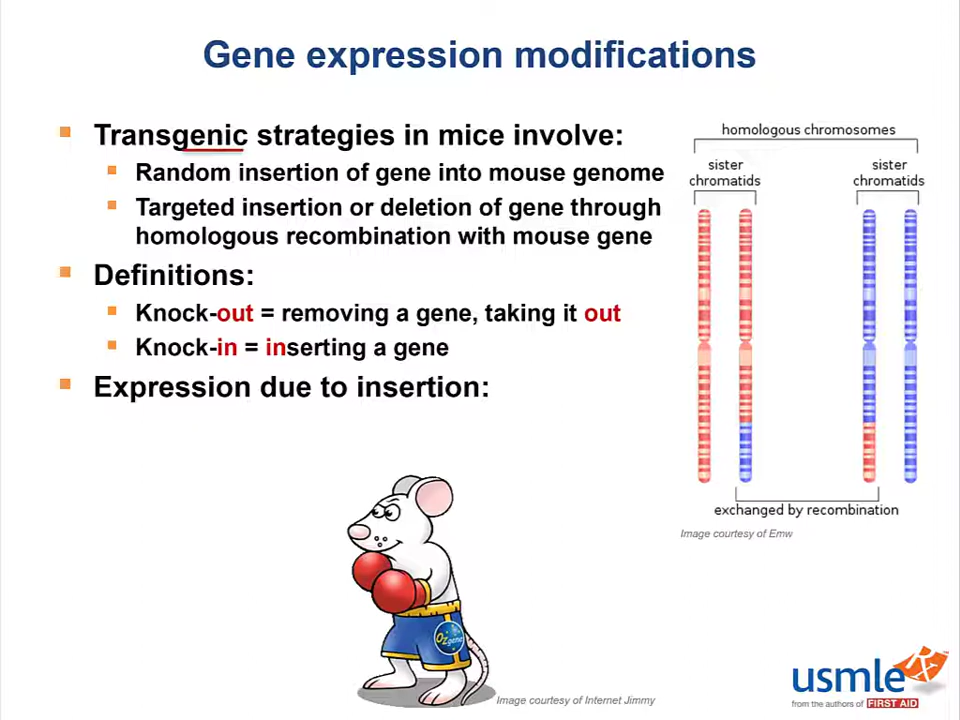 Gene expression modifications
Transgenic strategies in mice involve:
Random insertion of gene into mouse genome
Targeted insertion or deletion of gene through
homologous recombination with mouse gene
Definitions:
Knock-out = removing a gene, taking it out
Knock-in = inserting a gene
Expression due to insertion:
homologous chromosomes
sister
chromatids
sister
chromatids
exchanged by recombination
Image courtesy of Emw
Ozgene
Image courtesy of Internet Jimmy
usmle Rx
from the authors of FIRST AID